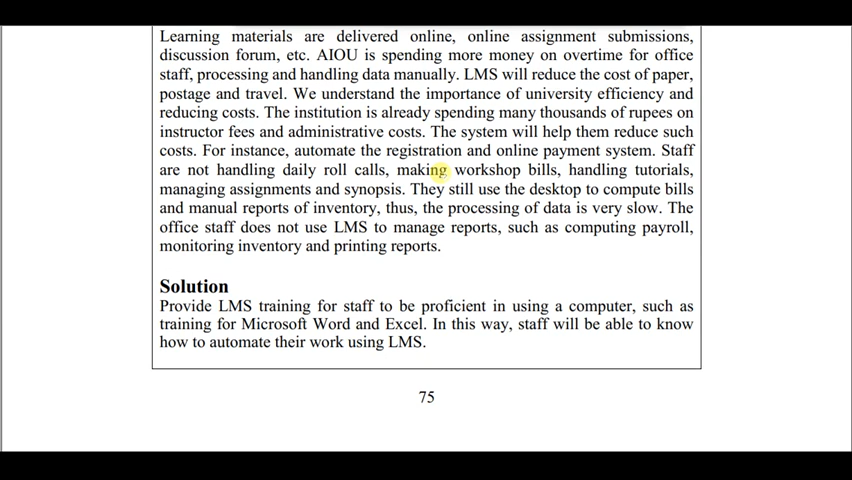 Learning materials are delivered online, online assignment submissions,
discussion forum, etc. AIOU is spending more money on overtime for office
staff, processing and handling data manually. LMS will reduce the cost of paper,
postage and travel. We understand the importance of university efficiency and
reducing costs. The institution is already spending many thousands of rupees on
instructor fees and administrative costs. The system will help them reduce such
costs. For instance, automate the registration and online payment system. Staff
are not handling daily roll calls, making workshop bills, handling tutorials,
managing assignments and synopsis. They still use the desktop to compute bills
and manual reports of inventory, thus, the processing of data is very slow. The
office staff does not use LMS to manage reports, such as computing payroll,
monitoring inventory and printing reports.
Solution
Provide LMS training for staff to be proficient in using a computer, such as
training for Microsoft Word and Excel. In this way, staff will be able to know
how to automate their work using LMS.
75